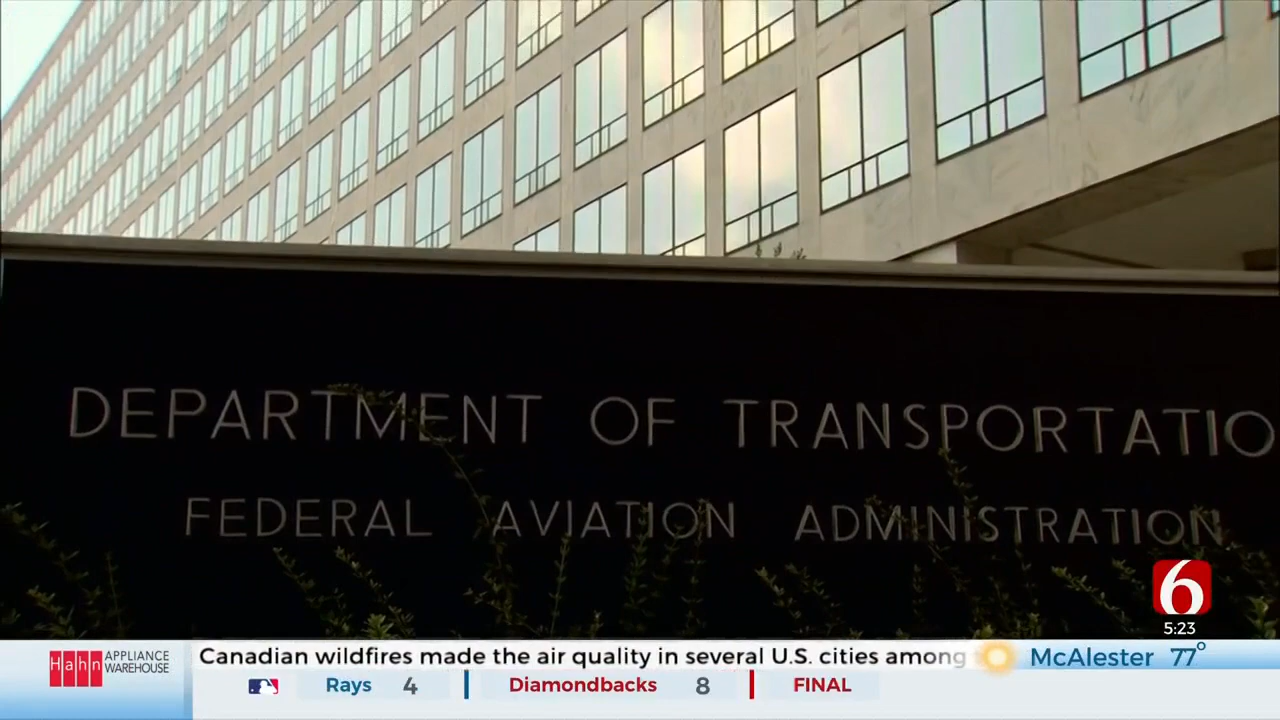 DEPARTMENT OF TRANSPORTATIO
FEDERAL AVIATION ADMINISTRATION
6
5:23
Hahn APPLIANCE WAREHOUSE
Canadian wildfires made the air quality in several U.S. cities among
McAlester 77°
Rays 4 Diamondbacks 8 FINAL